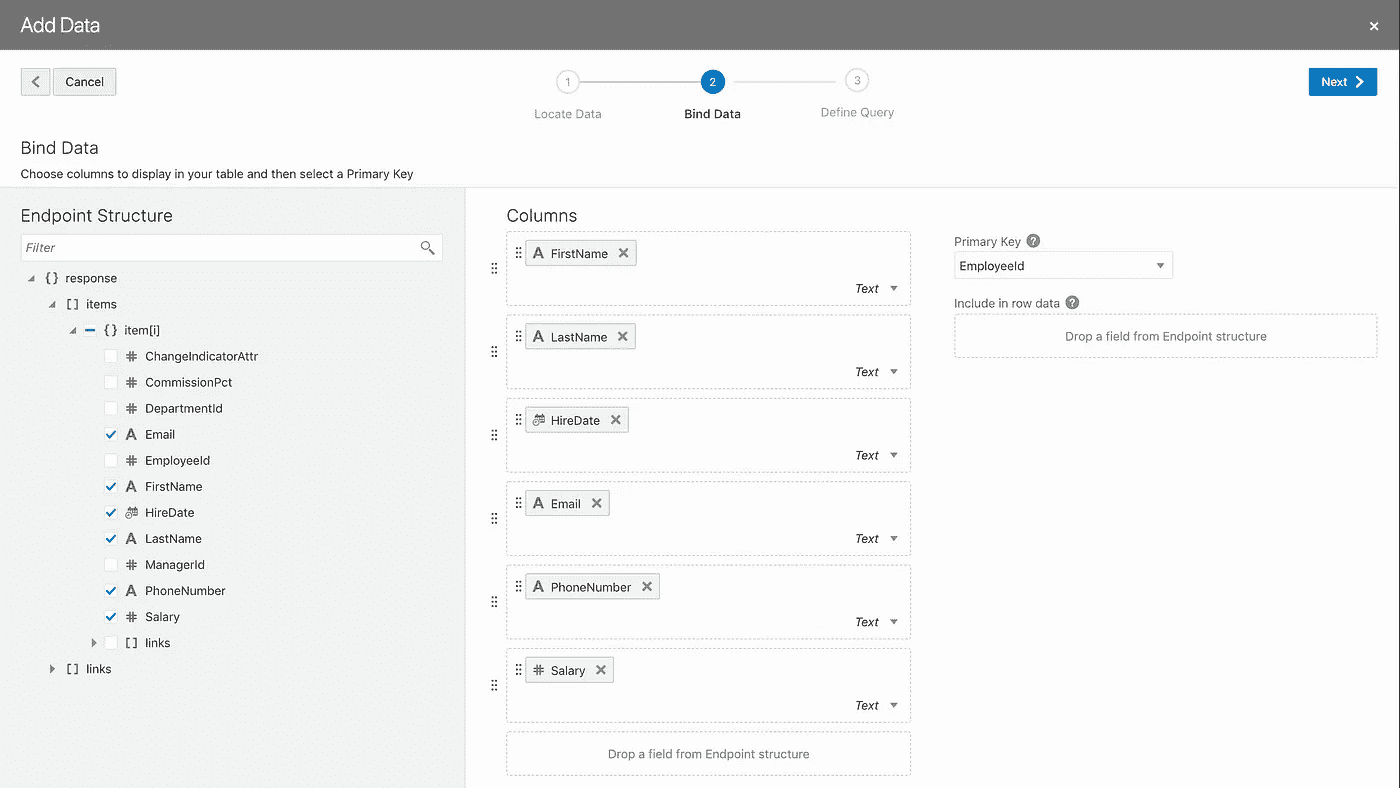 Add Data
Cancel
1
2
3
Next
Locate Data
Bind Data
Define Query
Bind Data
Choose columns to display in your table and then select a Primary Key
Endpoint Structure
Filter
{} response
[] items
{} item[i]
# ChangeIndicatorAttr
# CommissionPct
# DepartmentId
A Email
# EmployeeId
A FirstName
HireDate
A LastName
# ManagerId
A PhoneNumber
# Salary
[] links
[] links
Columns
A FirstName
Text
A LastName
Text
HireDate
Text
A Email
Text
A PhoneNumber
Text
# Salary
Text
Drop a field from Endpoint structure
Primary Key ?
EmployeeId
Include in row data ?
Drop a field from Endpoint structure